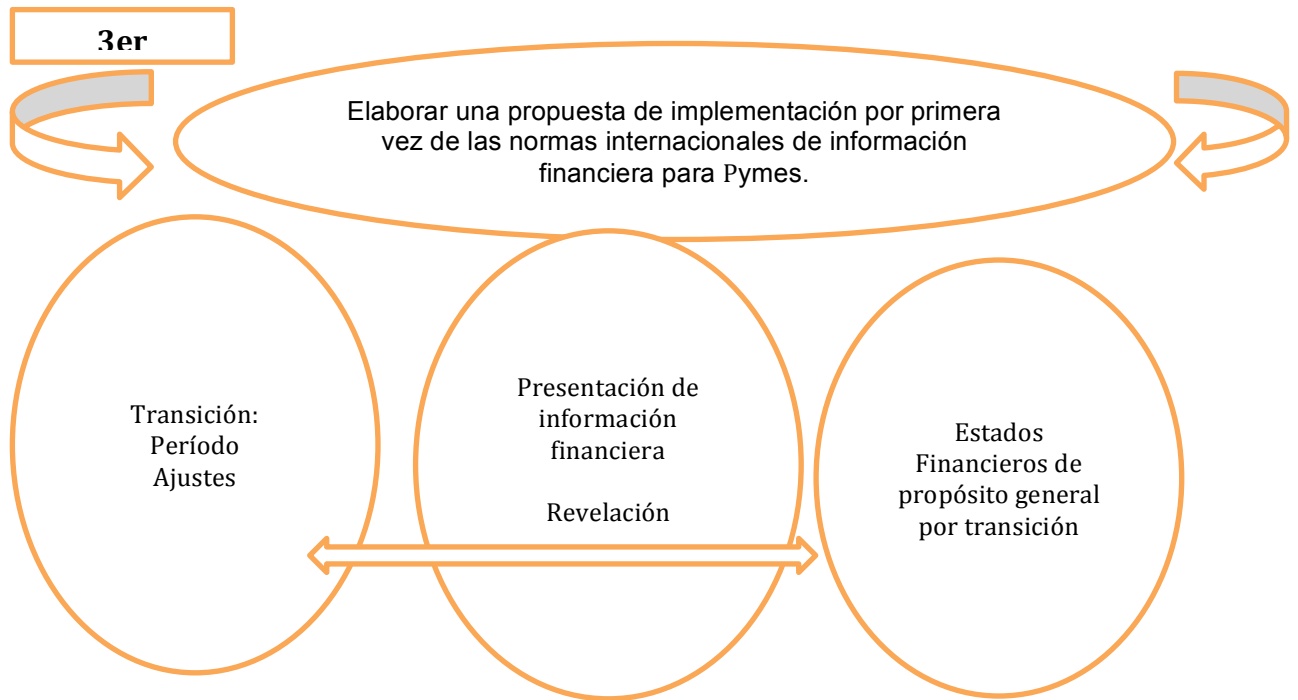 3er
Elaborar una propuesta de implementación por primera
vez de las normas internacionales de información
financiera para Pymes.
Transición:
Período
Ajustes
Presentación de
información
financiera
Revelación
Estados
Financieros de
propósito general
por transición